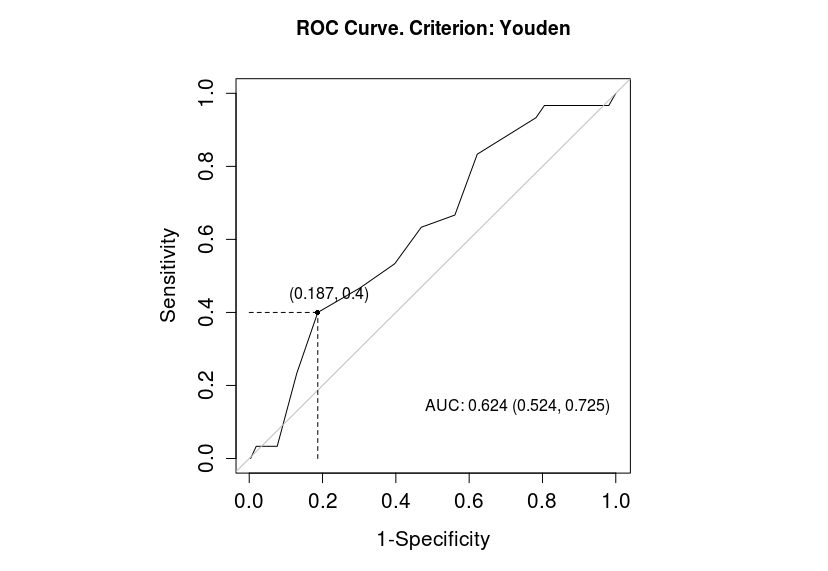 ROC Curve. Criterion: Youden
1.0
0.8
0.6
0.4
0.2
0.0
Sensitivity
(0.187, 0.4)
AUC: 0.624 (0.524, 0.725)
0.0 0.2 0.4 0.6 0.8 1.0
1-Specificity